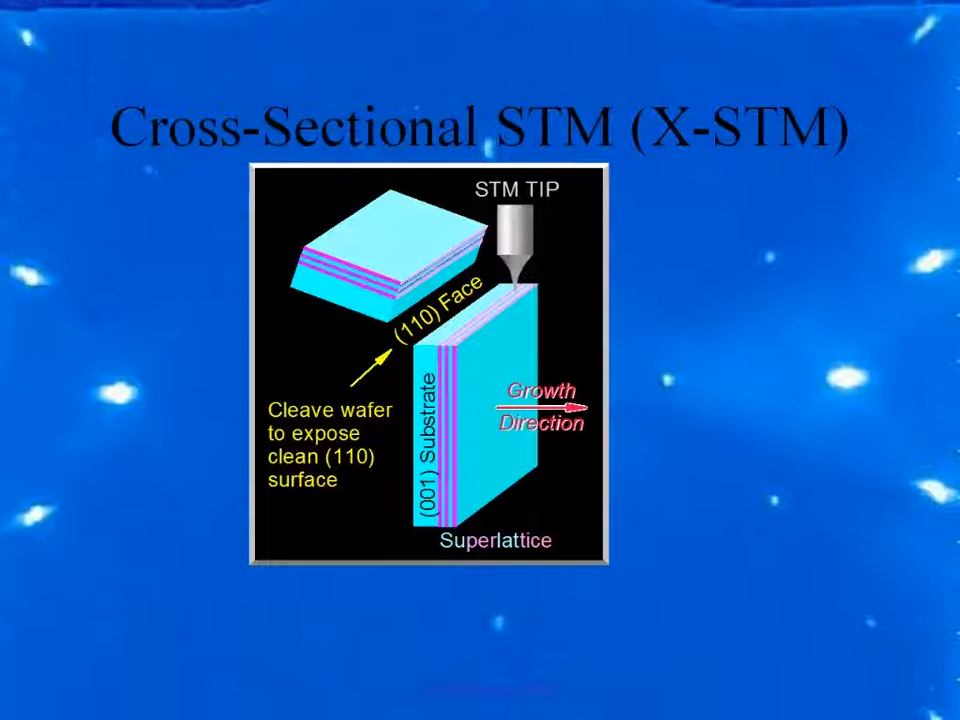 Cross-Sectional STM (X-STM)
STM TIP
(110) Face
Cleave wafer
to expose
clean (110)
surface
(001) Substrate
Growth
Direction
Superlattice